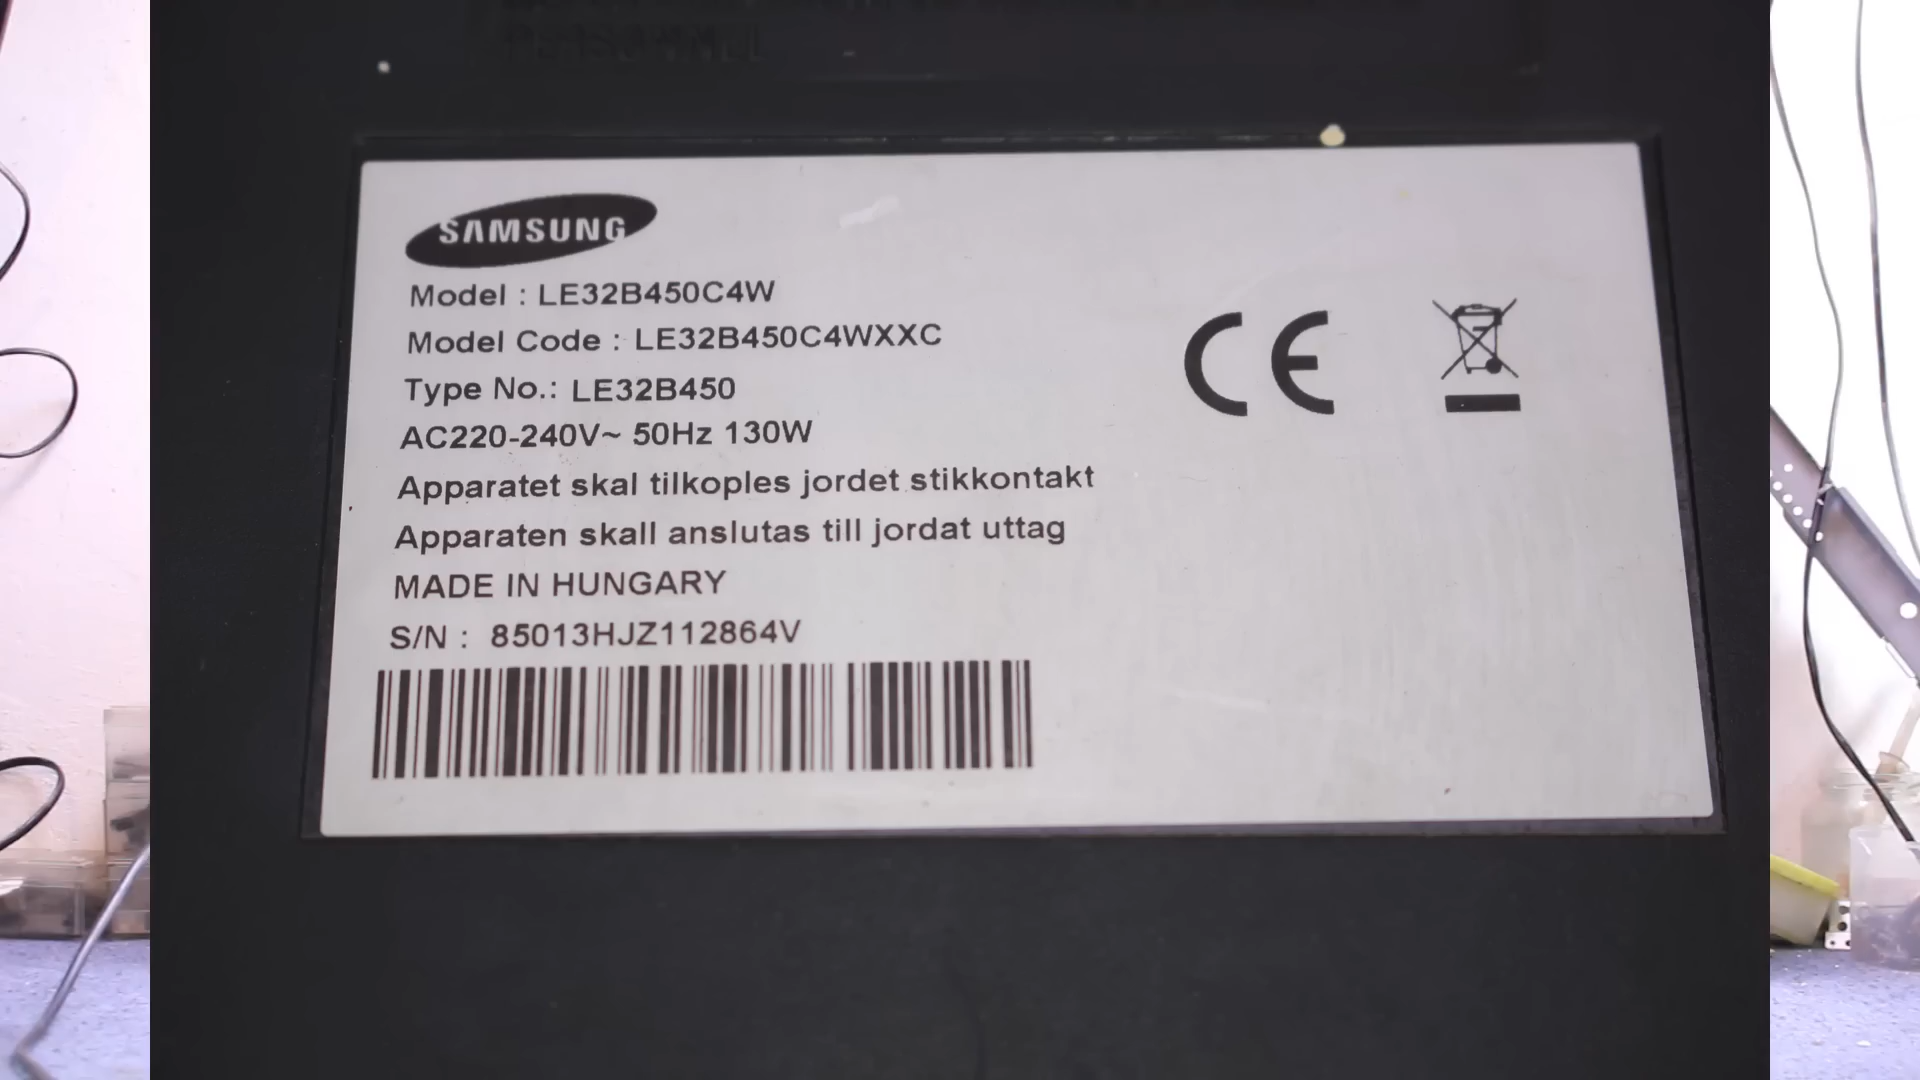 PERSONNEL
SAMSUNG
Model : LE32B450C4W
Model Code : LE32B450C4WXXC
Type No.: LE32B450
AC220-240V~ 50Hz 130W
Apparatet skal tilkoples jordet stikkontakt
Apparaten skall anslutas till jordat uttag
MADE IN HUNGARY
S/N : 85013HJZ112864V
CE